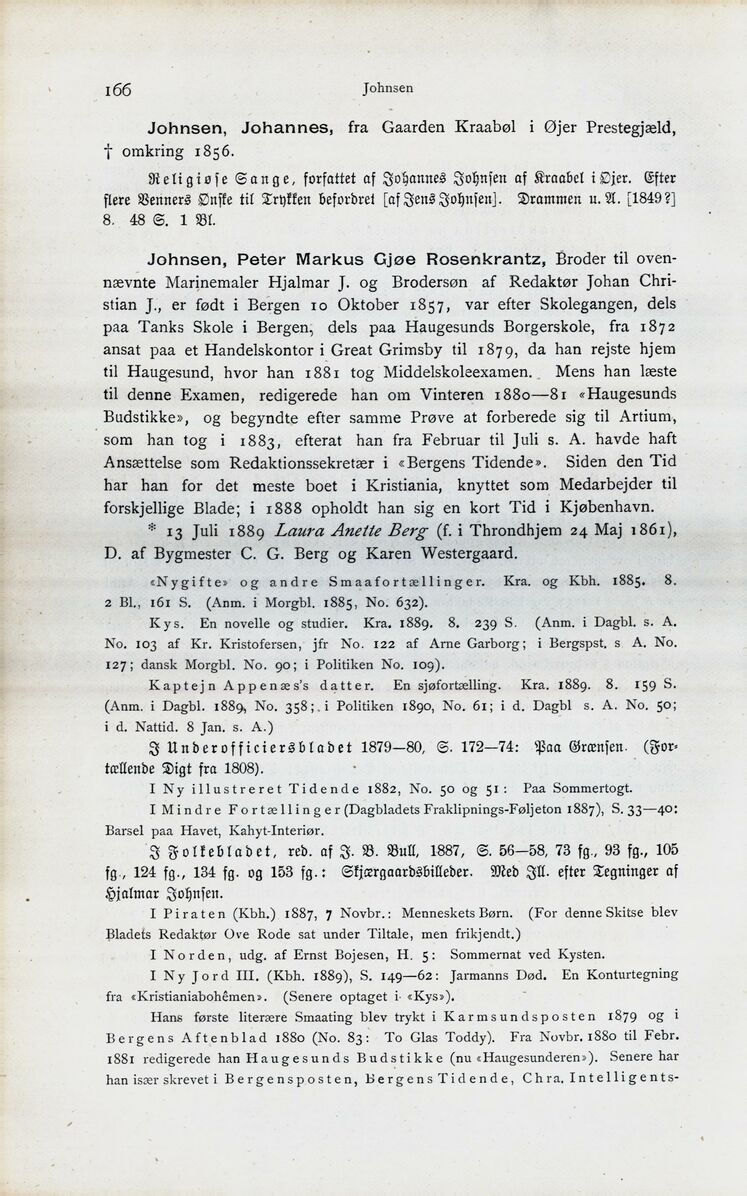 166 Johnsen
Johnsen, Johannes, fra Gaarden Kraabøl i Øjer Prestegjæld,
† omkring 1856.
Religiøse Sange, forfattet af Johannes Johnsen af Kraabel i Öjer. Efter
flere Venners Önske til Trykken befordret [af Jens Johnsen]. Drammen u. A. [1849?]
8. 48 S. 1 Bl.
Johnsen, Peter Markus Gjøe Rosenkrantz, Broder til oven-
nævnte Marinemaler Hjalmar J. og Brodersøn af Redaktør Johan Chri-
stian J., er født i Bergen 10 Oktober 1857, var efter Skolegangen, dels
paa Tanks Skole i Bergen, dels paa Haugesunds Borgerskole, fra 1872
ansat paa et Handelskontor i Great Grimsby til 1879, da han rejste hjem
til Haugesund, hvor han 1881 tog Middelskoleexamen. Mens han læste
til denne Examen, redigerede han om Vinteren 1880—81 «Haugesunds
Budstikke», og begyndte efter samme Prøve at forberede sig til Artium,
som han tog i 1883, efterat han fra Februar til Juli s. A. havde haft
Ansættelse som Redaktionssekretær i «Bergens Tidende». Siden den Tid
har han for det meste boet i Kristiania, knyttet som Medarbejder til
forskjellige Blade; i 1888 opholdt han sig en kort Tid i Kjøbenhavn.
* 13 Juli 1889 Laura Anette Berg (f. i Throndhjem 24 Maj 1861),
D. af Bygmester C. G. Berg og Karen Westergaard.
«Nygifte» og andre Smaafortællinger. Kra. og Kbh. 1885. 8.
2 Bl., 161 S. (Anm. i Morgbl. 1885, No. 632).
Kys. En novelle og studier. Kra. 1889. 8. 239 S. (Anm. i Dagbl. s. A.
No. 103 af Kr. Kristofersen, jfr No. 122 af Arne Garborg; i Bergspst. s A. No.
127; dansk Morgbl. No. 90; i Politiken No. 109).
Kaptejn Appenæs's datter. En sjøfortælling. Kra. 1889. 8. 159 S.
(Anm. i Dagbl. 1889, No. 358; i Politiken 1890, No. 61; i d. Dagbl s. A. No. 50;
i d. Nattid. 8 Jan. s. A.)
I Underofficiersbladet 1879—80, S. 172—74: Paa Grænsen. (For-
tællende Digt fra 1808).
I Ny illustreret Tidende 1882, No. 50 og 51: Paa Sommertogt.
I Mindre Fortællinger (Dagbladets Fraklipnings-Føljeton 1887), S. 33—40:
Barsel paa Havet, Kahyt-Interiør.
I Folkebladet, red. af J. B. Bull, 1887, S. 56—58, 73 fg., 93 fg., 105
fg., 124 fg., 134 fg. og 153 fg.: Skjærgaardsbilleder. Med Ill. efter Tegninger af
Hjalmar Johnsen.
I Piraten (Kbh.) 1887, 7 Novbr.: Menneskets Børn. (For denne Skitse blev
Bladets Redaktør Ove Rode sat under Tiltale, men frikjendt.)
I Norden, udg. af Ernst Bojesen, H. 5: Sommernat ved Kysten.
I Ny Jord III. (Kbh. 1889), S. 149—62: Jarmanns Død. En Konturtegning
fra «Kristianiabohêmen». (Senere optaget i «Kys»).
Hans første literære Smaating blev trykt i Karmsundsposten 1879 og i
Bergens Aftenblad 1880 (No. 83: To Glas Toddy). Fra Novbr. 1880 til Febr.
1881 redigerede han Haugesunds Budstikke (nu «Haugesunderen»). Senere har
han især skrevet i Bergensposten, Bergens Tidende, Chra. Intelligents-